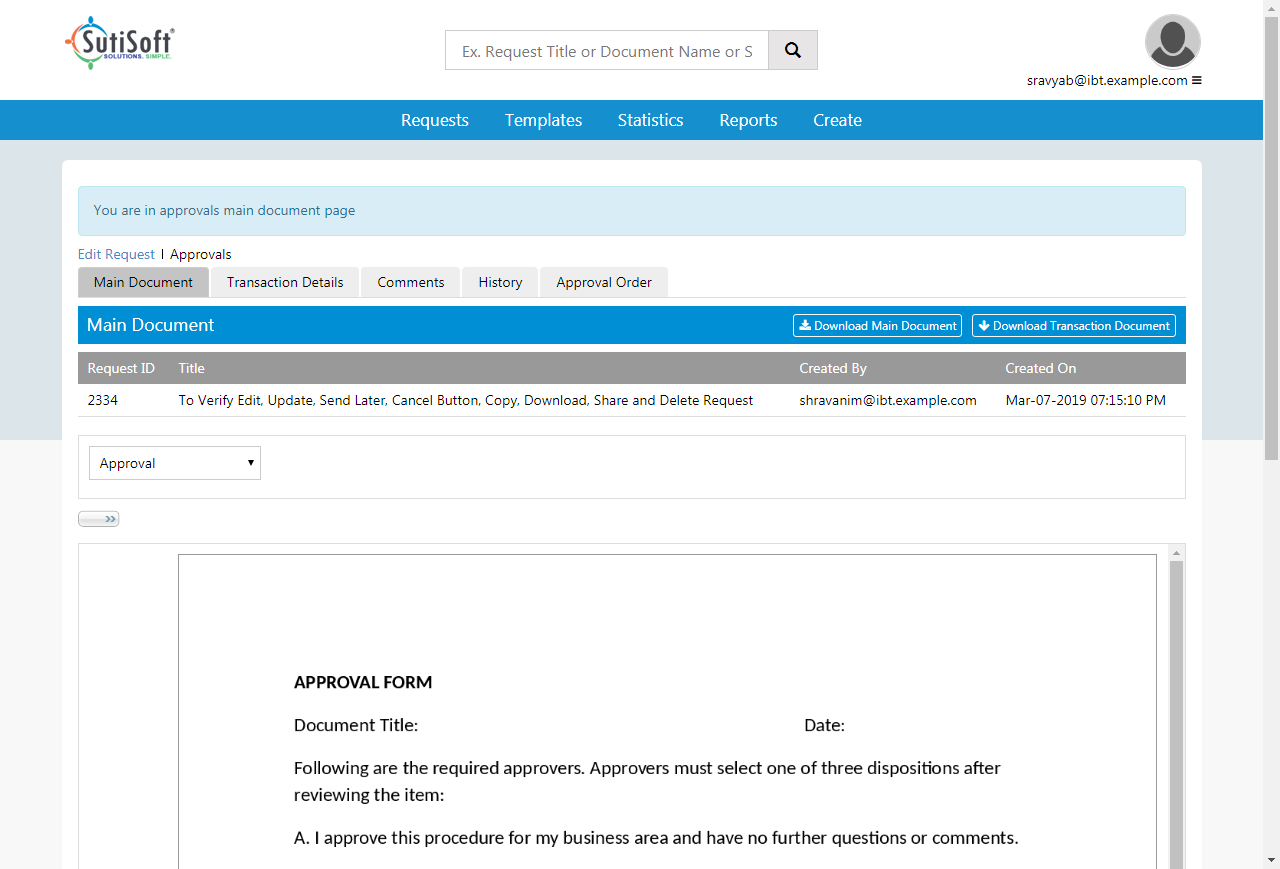 SutiSoft®
SOLUTIONS. SIMPLE.
Ex. Request Title or Document Name or S
sravyab@ibt.example.com
Requests Templates Statistics Reports Create
You are in approvals main document page
Edit Request I Approvals
Main Document Transaction Details Comments History Approval Order
Main Document Download Main Document Download Transaction Document
Request ID Title Created By Created On
2334 To Verify Edit, Update, Send Later, Cancel Button, Copy, Download, Share and Delete Request shravanim@ibt.example.com Mar-07-2019 07:15:10 PM
Approval
APPROVAL FORM
Document Title: Date:
Following are the required approvers. Approvers must select one of three dispositions after
reviewing the item:
A. I approve this procedure for my business area and have no further questions or comments.